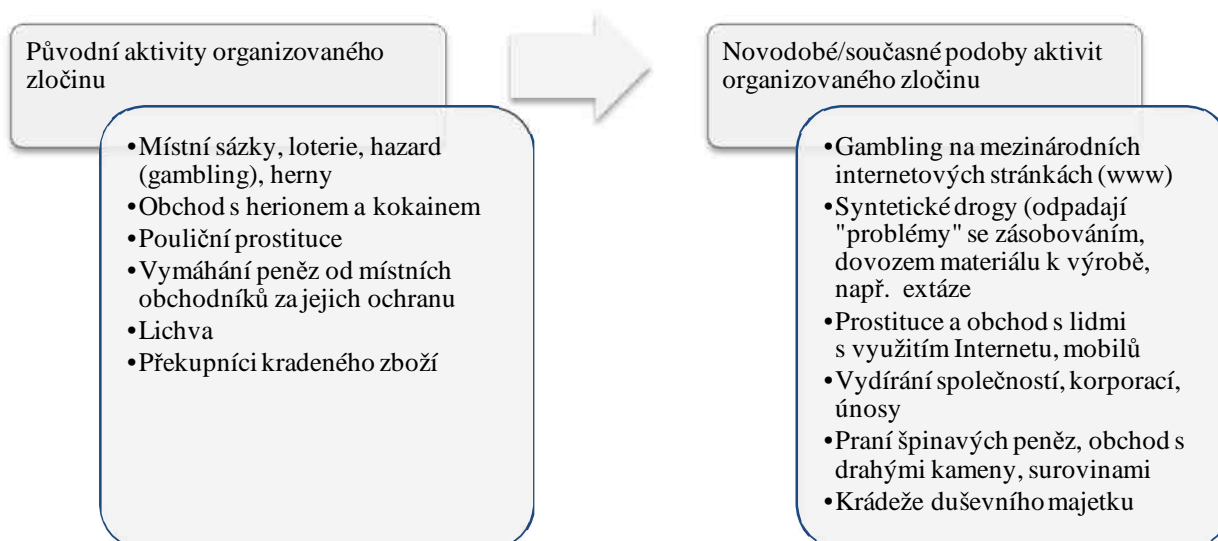 Původní aktivity organizovaného
zločinu
•Místní sázky, loterie, hazard
(gambling), herny
•Obchod s herionem a kokainem
•Pouliční prostituce
•Vymáhání peněz od místních
obchodníků za jejich ochranu
•Lichva
•Překupníci kradeného zboží
Novodobé/současné podoby aktivit
organizovaného zločinu
•Gambling na mezinárodních
internetových stránkách (www)
•Syntetické drogy (odpadají
"problémy" se zásobováním,
dovozem materiálu k výrobě,
např. extáze
•Prostituce a obchod s lidmi
s využitím Internetu, mobilů
•Vydírání společností, korporací,
únosy
•Praní špinavých peněz, obchod s
drahými kameny, surovinami
•Krádeže duševního majetku